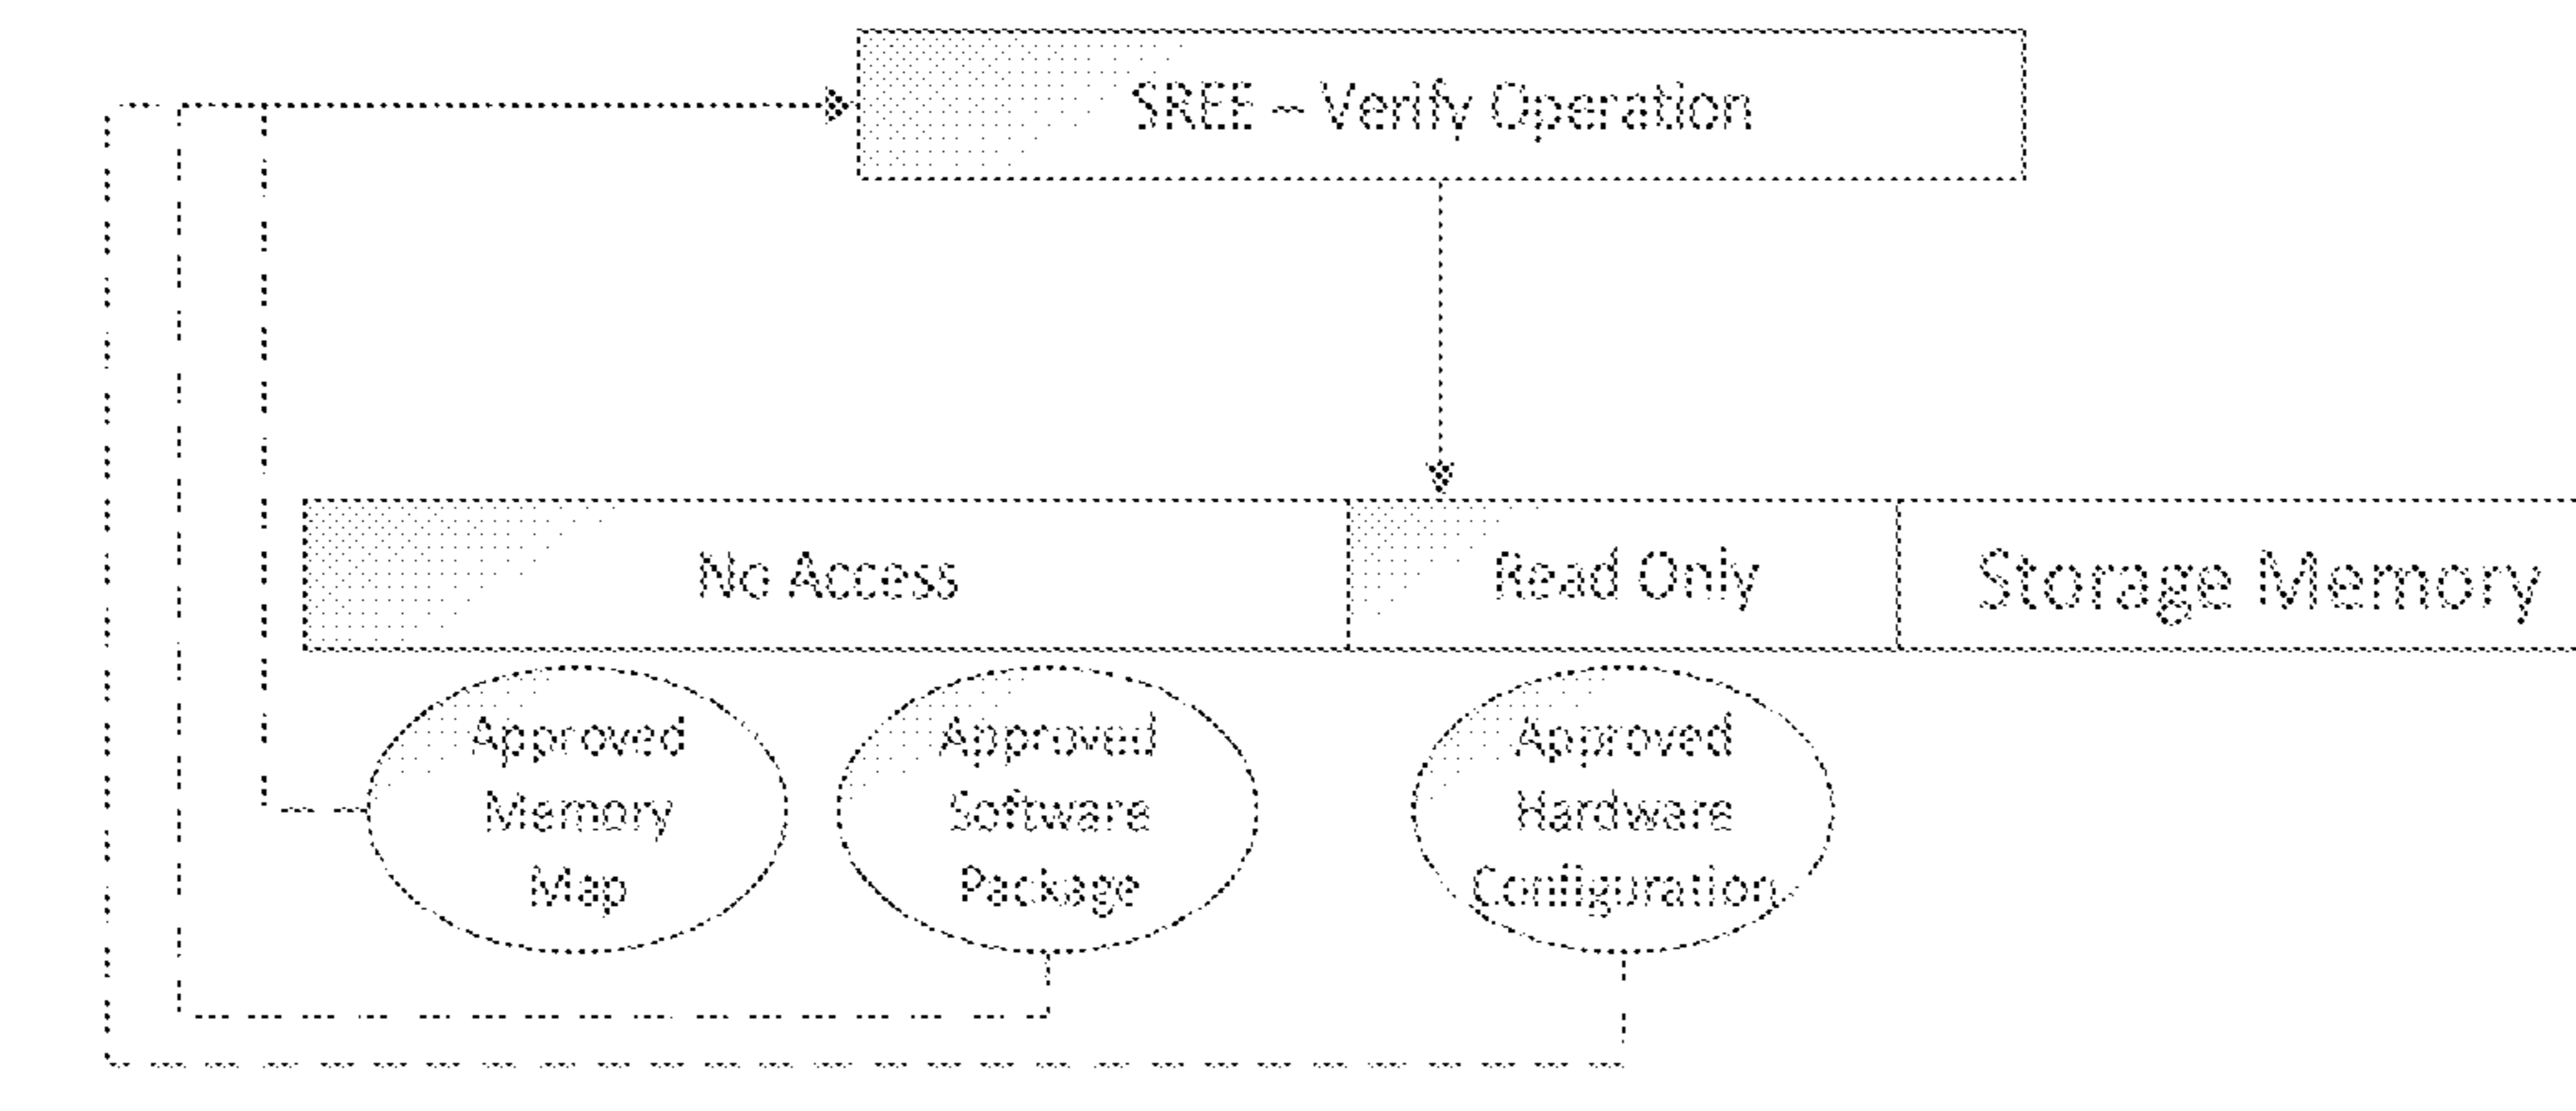 SREE – Verify Operation
No Access
Read Only
Storage Memory
Approved
Memory
Map
Approved
Software
Package
Approved
Hardware
Configuration